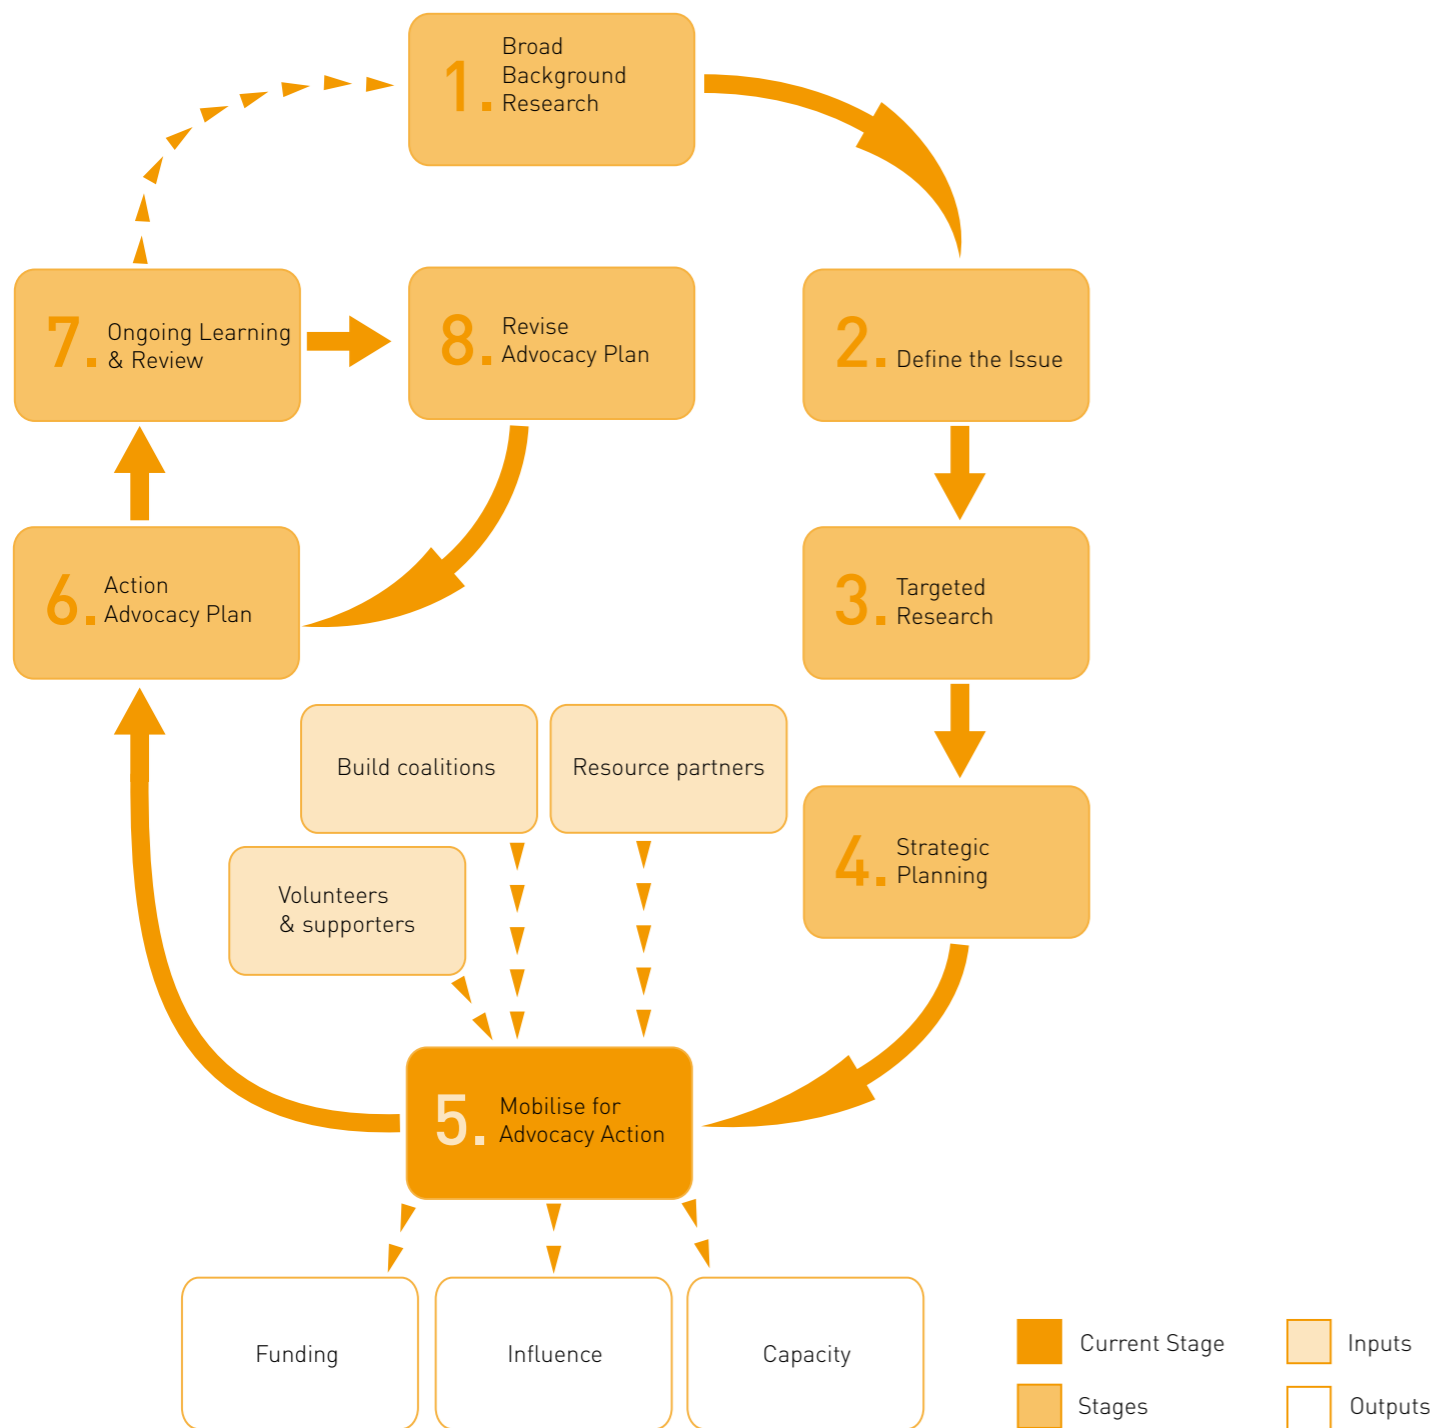 1.
Broad
Background
Research
7.
Ongoing Learning
& Review
8.
Revise
Advocacy Plan
2.
Define the Issue
6.
Action
Advocacy Plan
3.
Targeted
Research
Build coalitions
Resource partners
4.
Strategic
Planning
Volunteers
& supporters
5.
Mobilise for
Advocacy Action
Funding
Influence
Capacity
Current Stage
Inputs
Stages
Outputs